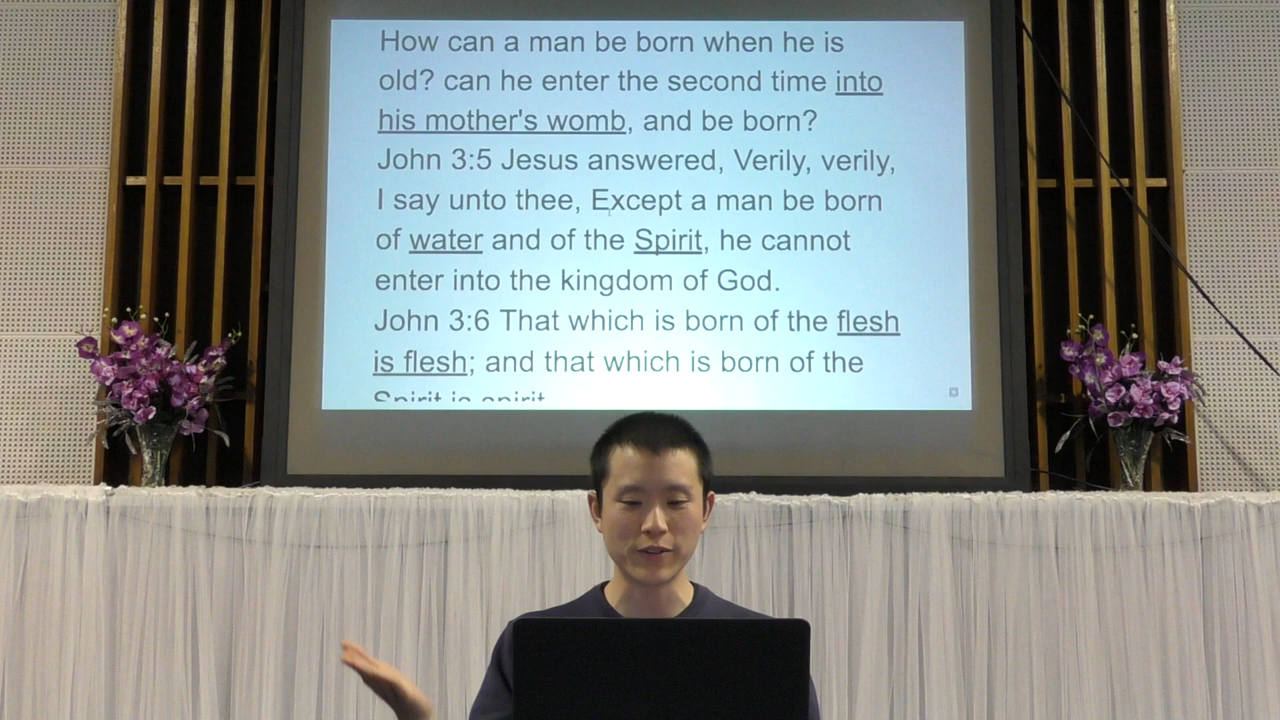 How can a man be born when he is
old? can he enter the second time into
his mother's womb, and be born?
John 3:5 Jesus answered, Verily, verily,
I say unto thee, Except a man be born
of water and of the Spirit, he cannot
enter into the kingdom of God.
John 3:6 That which is born of the flesh
is flesh; and that which is born of the
Spirit is spirit